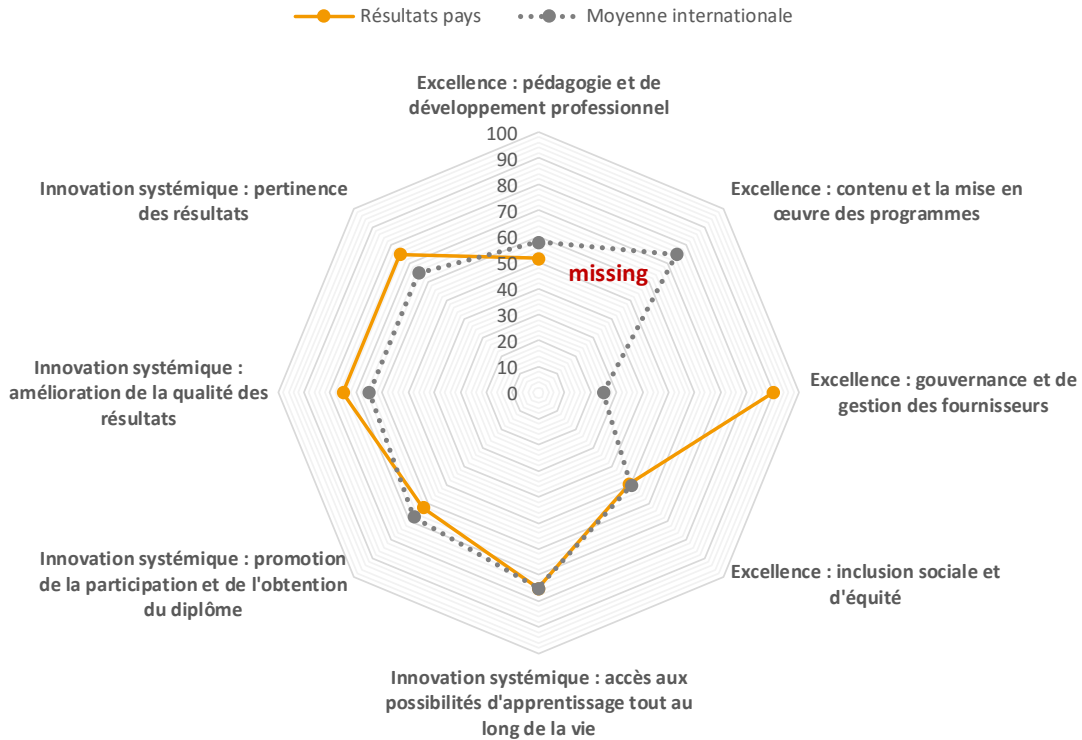 Résultats pays
Moyenne internationale
Excellence : pédagogie et de
développement professionnel
100
90
80
70
60
50
40
30
20
10
0
missing
Innovation systémique : pertinence
des résultats
Excellence : contenu et la mise en
œuvre des programmes
Innovation systémique :
amélioration de la qualité des
résultats
Excellence : gouvernance et de
gestion des fournisseurs
Innovation systémique : promotion
de la participation et de l'obtention
du diplôme
Excellence : inclusion sociale et
d'équité
Innovation systémique : accès aux
possibilités d'apprentissage tout au
long de la vie